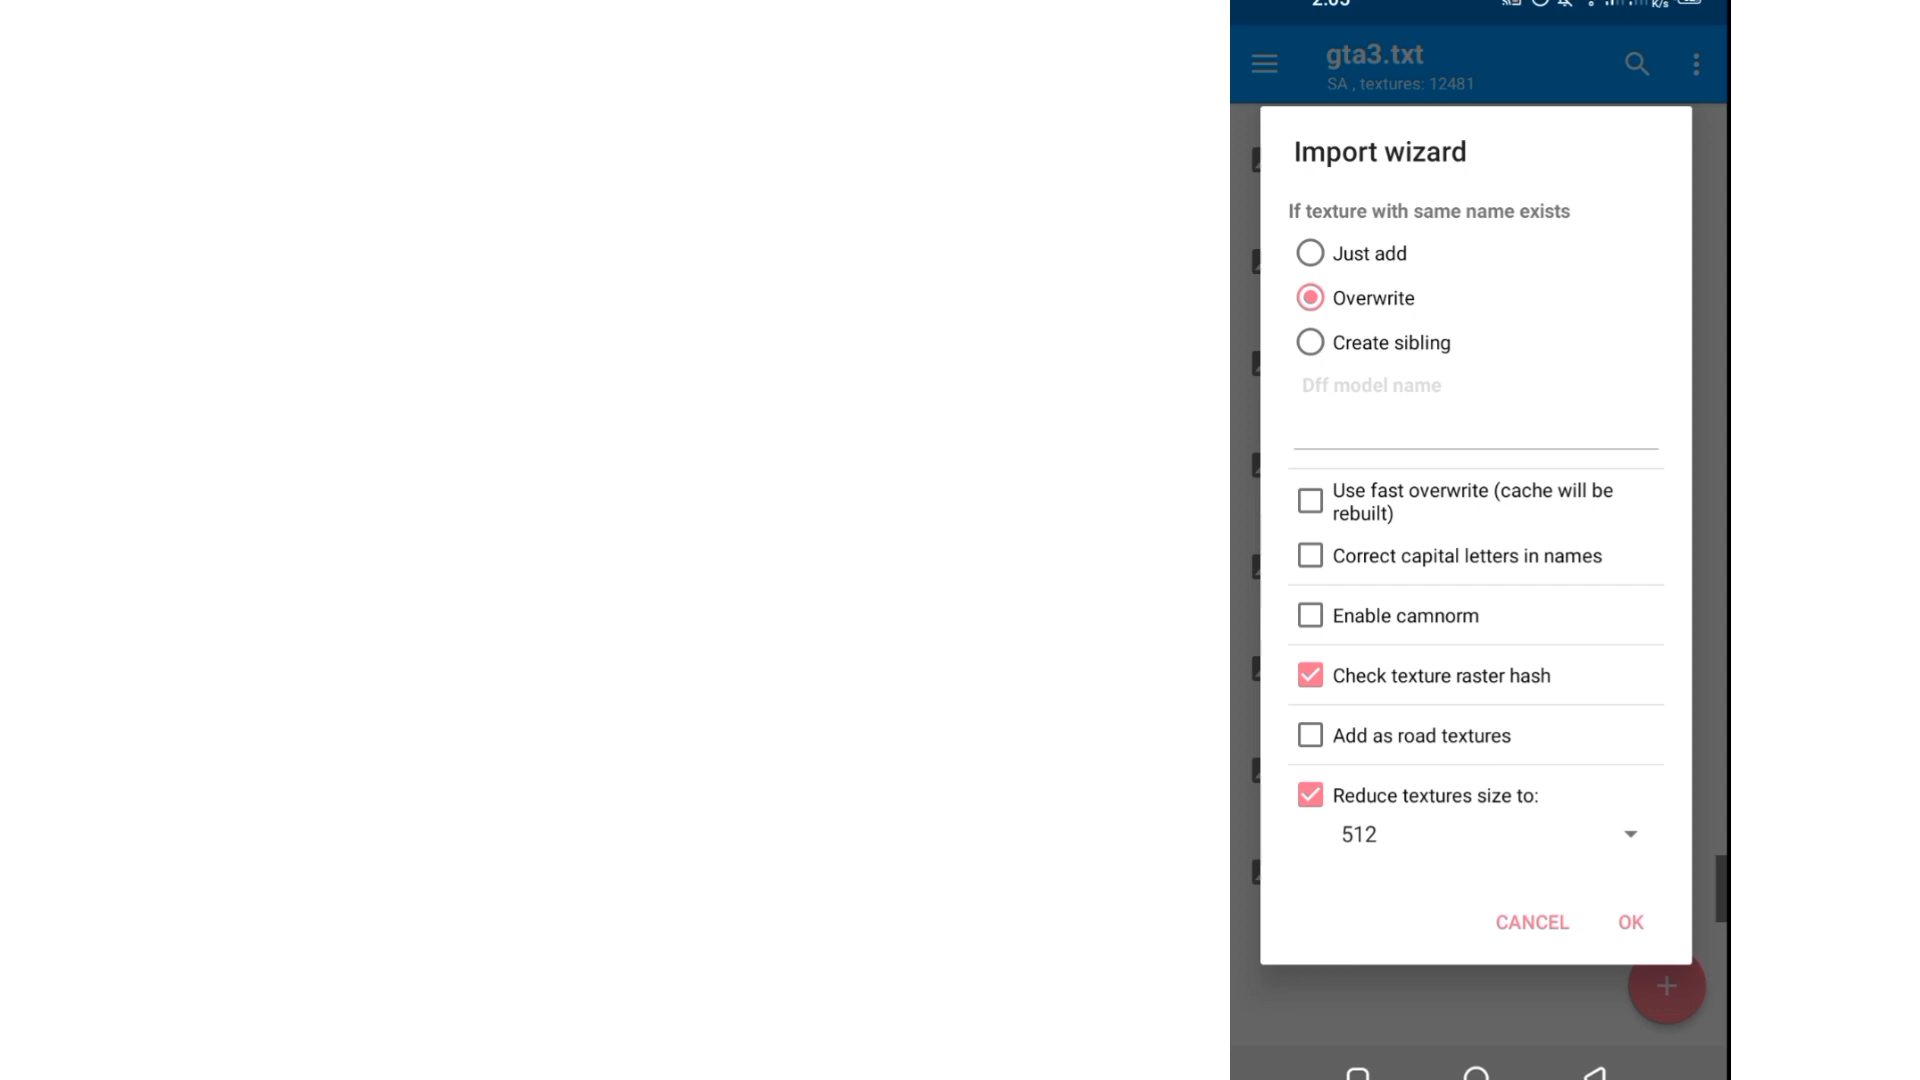 2:05
K/s
gta3.txt
SA , textures: 12481
Import wizard
If texture with same name exists
Just add
Overwrite
Create sibling
Dff model name
Use fast overwrite (cache will be
rebuilt)
Correct capital letters in names
Enable camnorm
Check texture raster hash
Add as road textures
Reduce textures size to:
512
CANCEL
OK